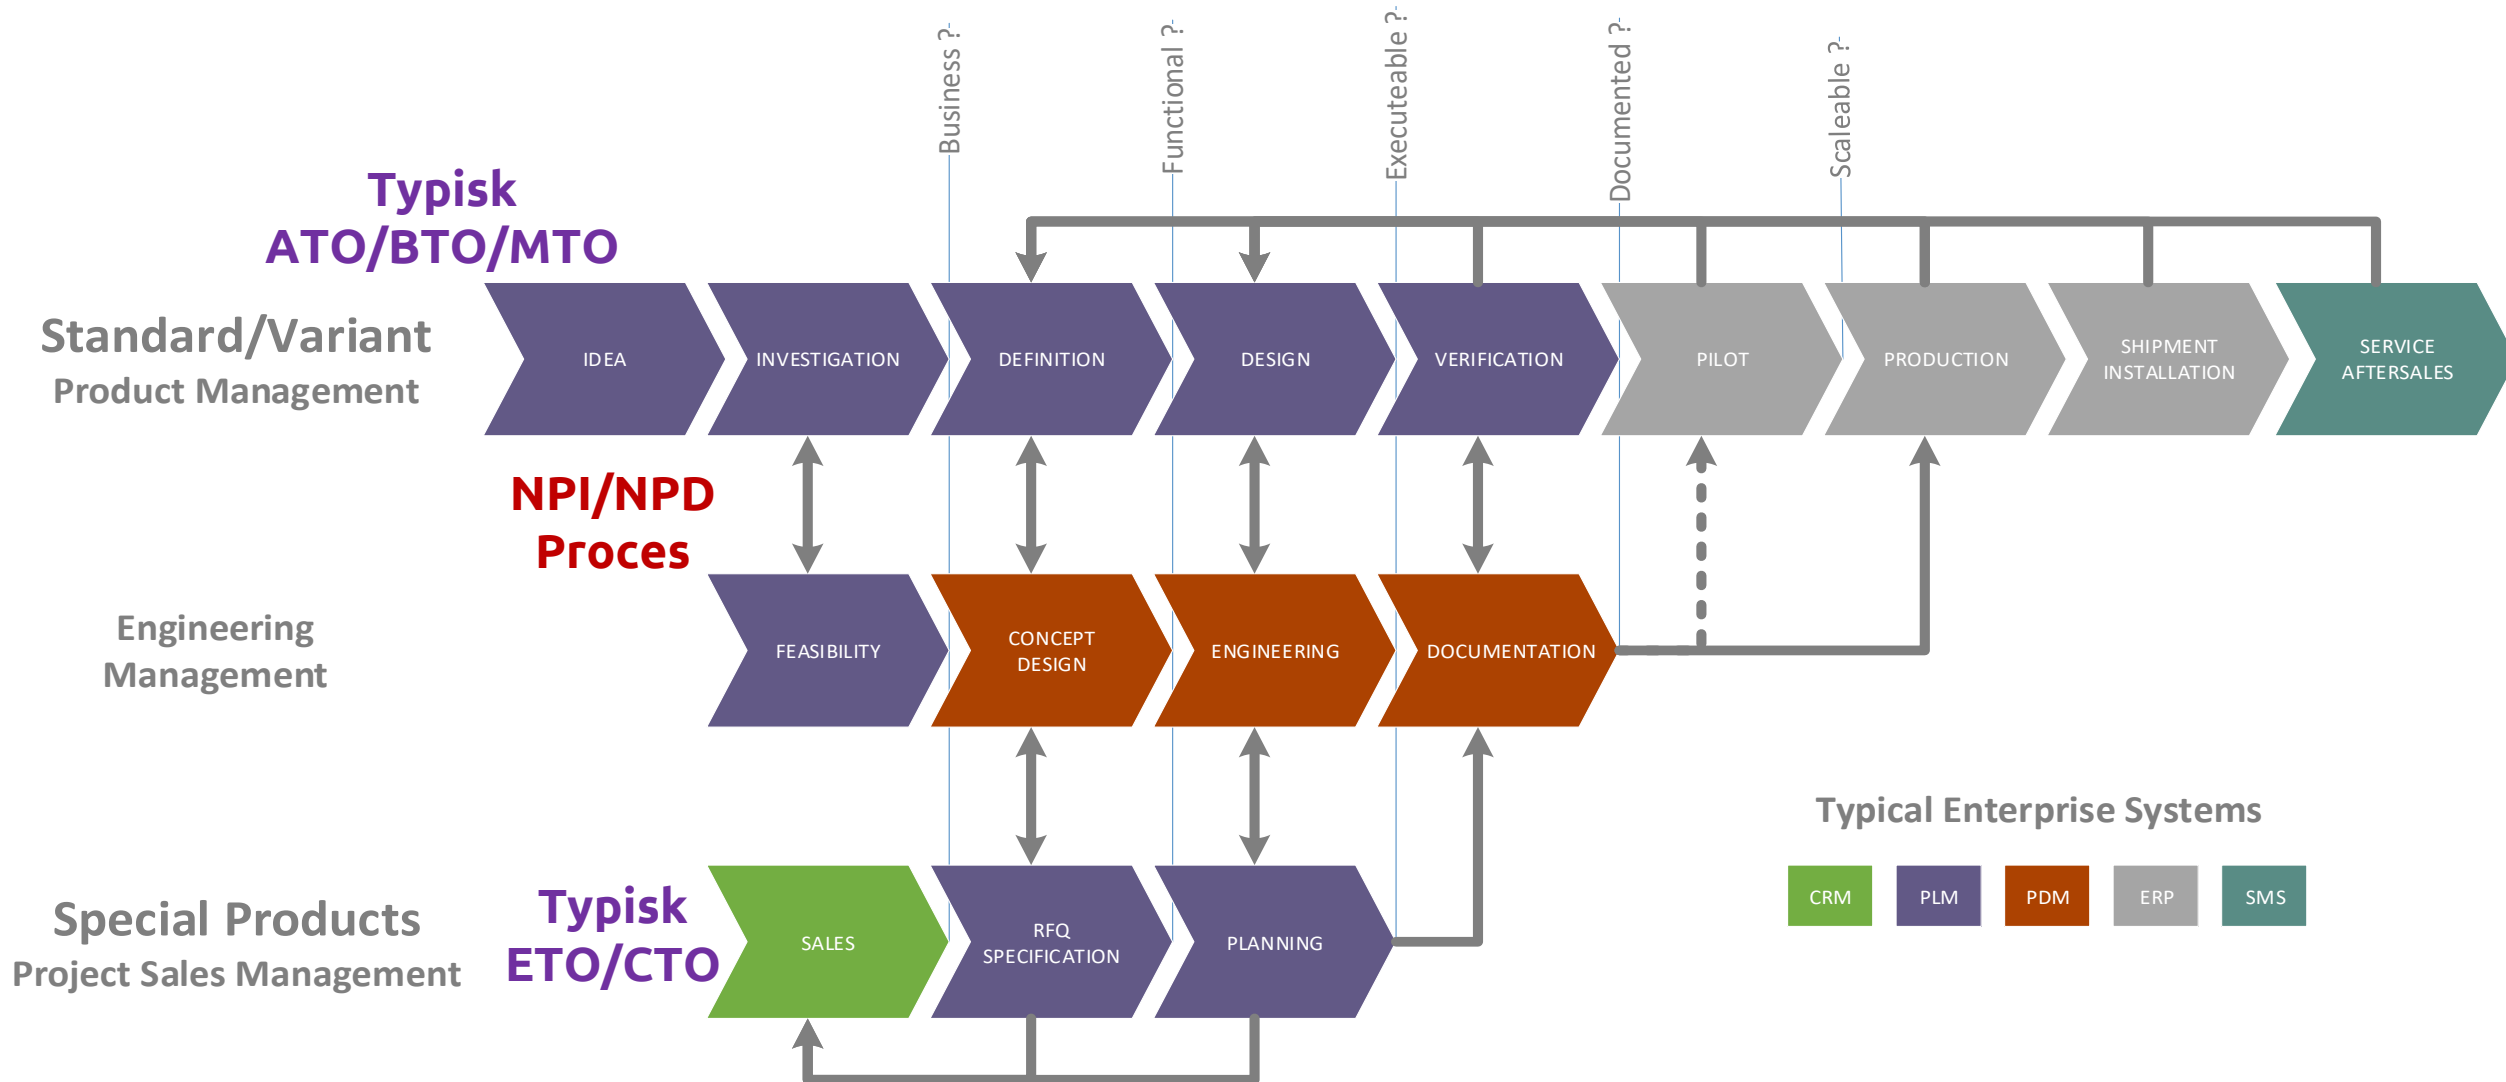 Business ?
Functional ?
Executeable ?
Documented ?
Scaleable ?
Typisk
ATO/BTO/MTO
Standard/Variant
Product Management
IDEA
INVESTIGATION
DEFINITION
DESIGN
VERIFICATION
PILOT
PRODUCTION
SHIPMENT
INSTALLATION
SERVICE
AFTERSALES
NPI/NPD
Proces
Engineering
Management
FEASIBILITY
CONCEPT
DESIGN
ENGINEERING
DOCUMENTATION
Special Products
Project Sales Management
Typisk
ETO/CTO
SALES
RFQ
SPECIFICATION
PLANNING
Typical Enterprise Systems
CRM
PLM
PDM
ERP
SMS